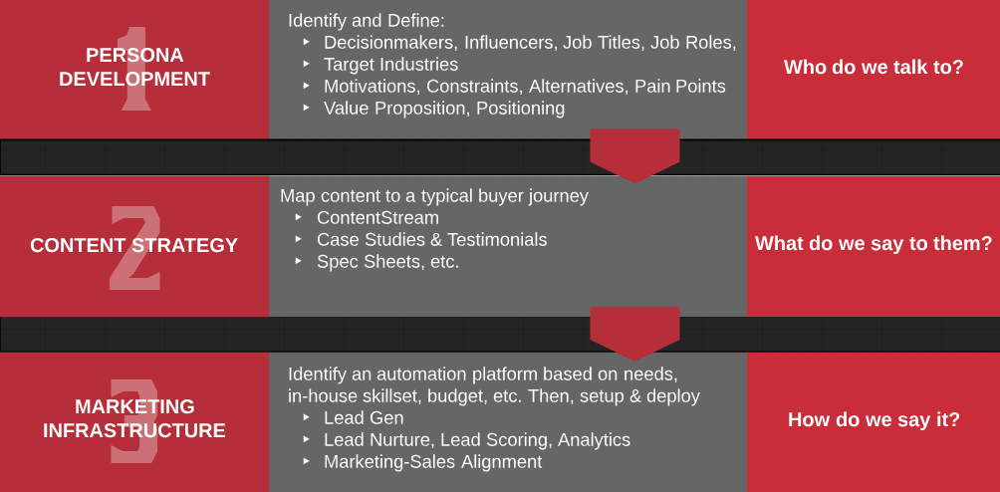 1
PERSONA
DEVELOPMENT
Identify and Define:
‣ Decisionmakers, Influencers, Job Titles, Job Roles,
‣ Target Industries
‣ Motivations, Constraints, Alternatives, Pain Points
‣ Value Proposition, Positioning
Who do we talk to?
2
CONTENT STRATEGY
Map content to a typical buyer journey
‣ ContentStream
‣ Case Studies & Testimonials
‣ Spec Sheets, etc.
What do we say to them?
3
MARKETING
INFRASTRUCTURE
Identify an automation platform based on needs,
in-house skillset, budget, etc. Then, setup & deploy
‣ Lead Gen
‣ Lead Nurture, Lead Scoring, Analytics
‣ Marketing-Sales Alignment
How do we say it?